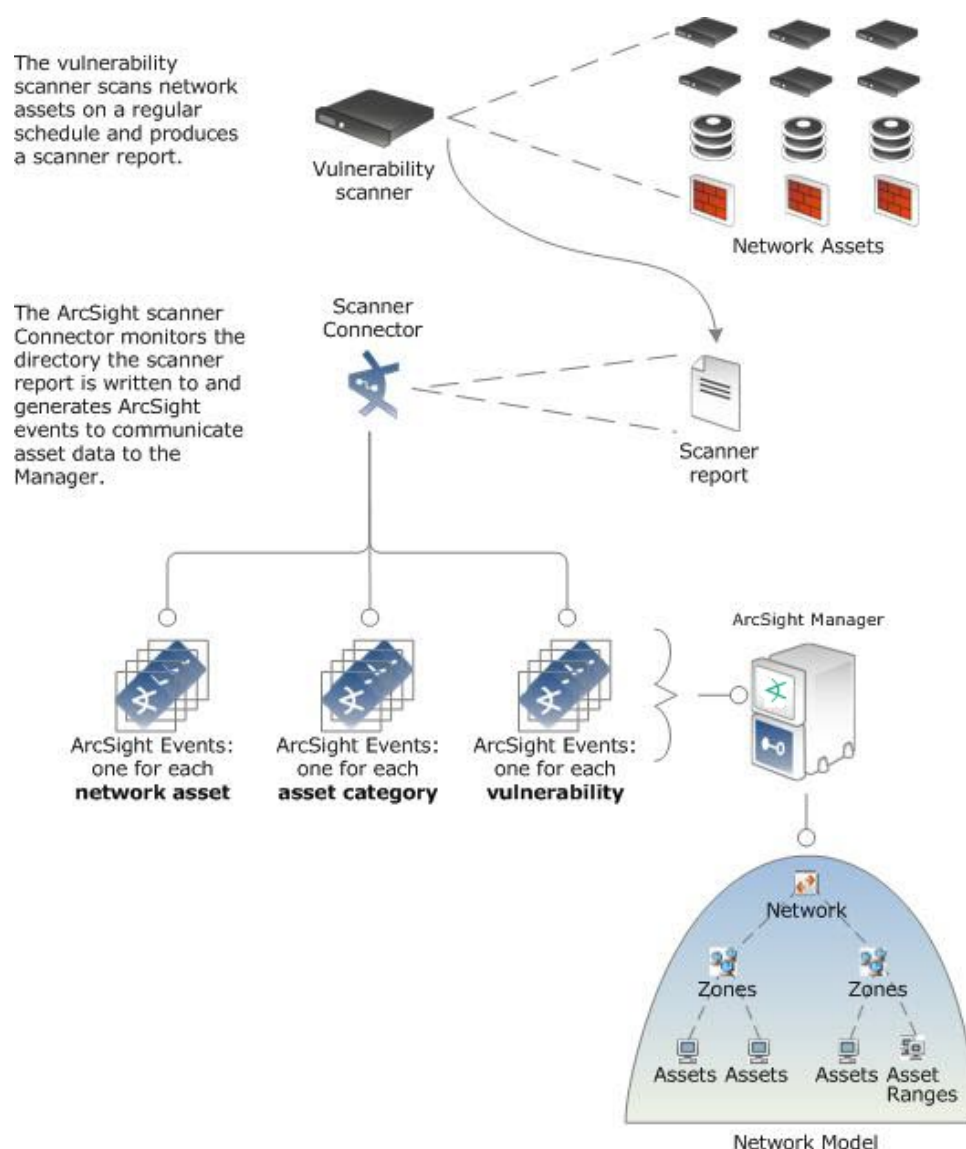 The vulnerability
scanner scans network
assets on a regular
schedule and produces
a scanner report.
Vulnerability
scanner
Network Assets
The ArcSight scanner
Connector monitors the
directory the scanner
report is written to and
generates ArcSight
events to communicate
asset data to the
Manager.
Scanner
Connector
Scanner
report
ArcSight Events:
one for each
network asset
ArcSight Events:
one for each
asset category
ArcSight Events:
one for each
vulnerability
ArcSight Manager
Network
Zones
Zones
Assets
Assets
Assets
Asset
Ranges
Network Model